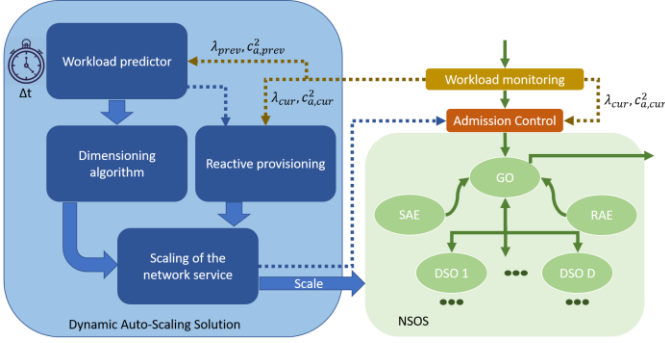 Δt
Workload predictor
λprev, c²a,prev
Workload monitoring
λcur, c²a,cur
λcur, c²a,cur
Admission Control
Dimensioning
algorithm
Reactive provisioning
GO
SAE
RAE
Scaling of the
network service
Scale
DSO 1
DSO D
Dynamic Auto-Scaling Solution
NSOS